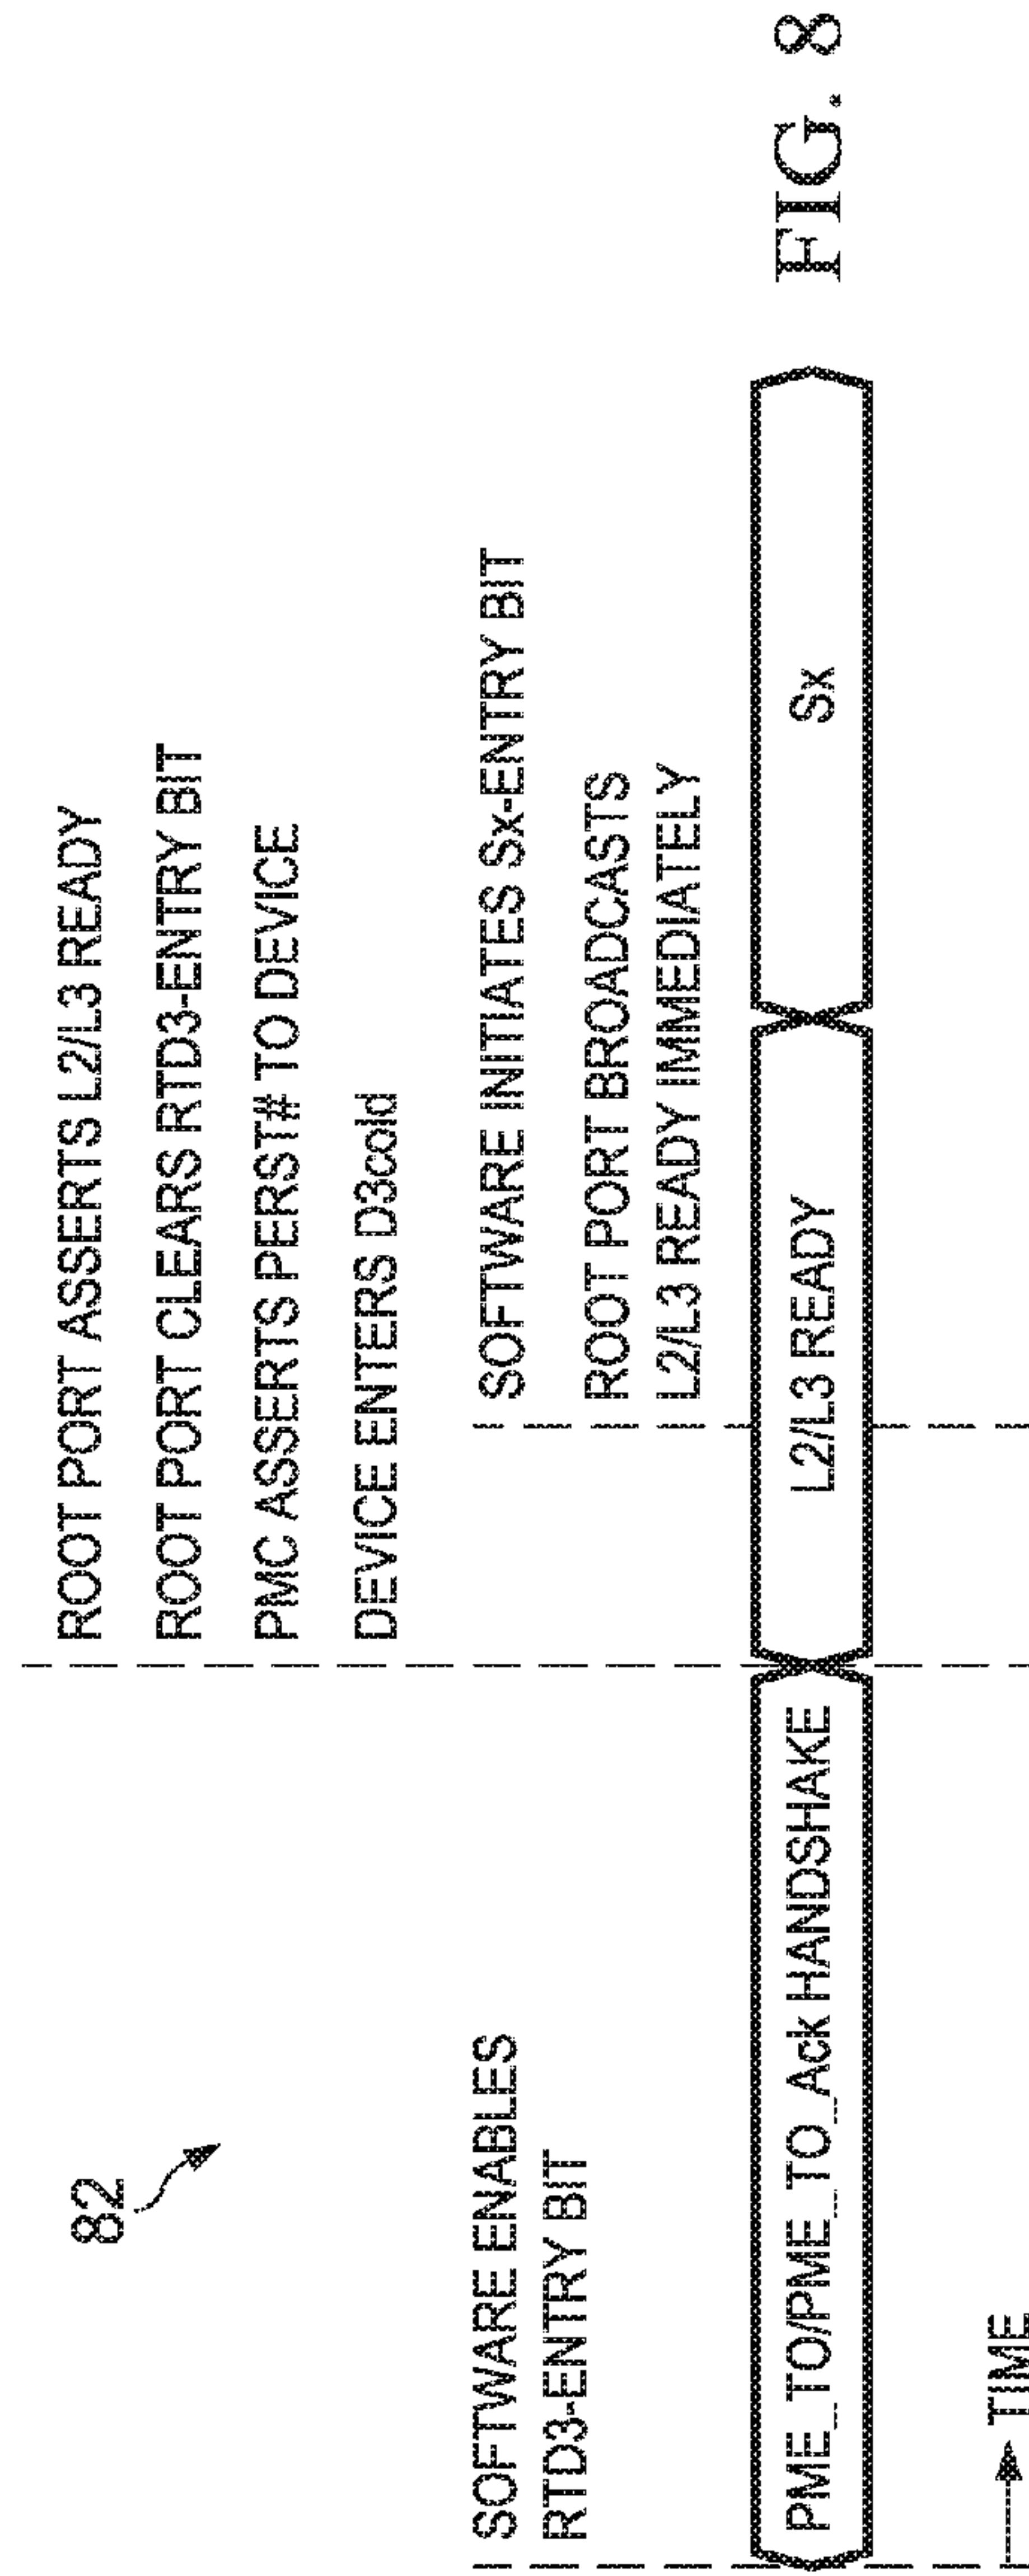 82
SOFTWARE ENABLES
RTD3-ENTRY BIT
ROOT PORT ASSERTS L2/L3 READY
ROOT PORT CLEARS RTD3-ENTRY BIT
PMC ASSERTS PERST# TO DEVICE
DEVICE ENTERS D3cold
SOFTWARE INITIATES Sx-ENTRY BIT
ROOT PORT BROADCASTS
L2/L3 READY IMMEDIATELY
PME_TO/PME_TO_Ack HANDSHAKE
L2/L3 READY
Sx
TIME
FIG. 8